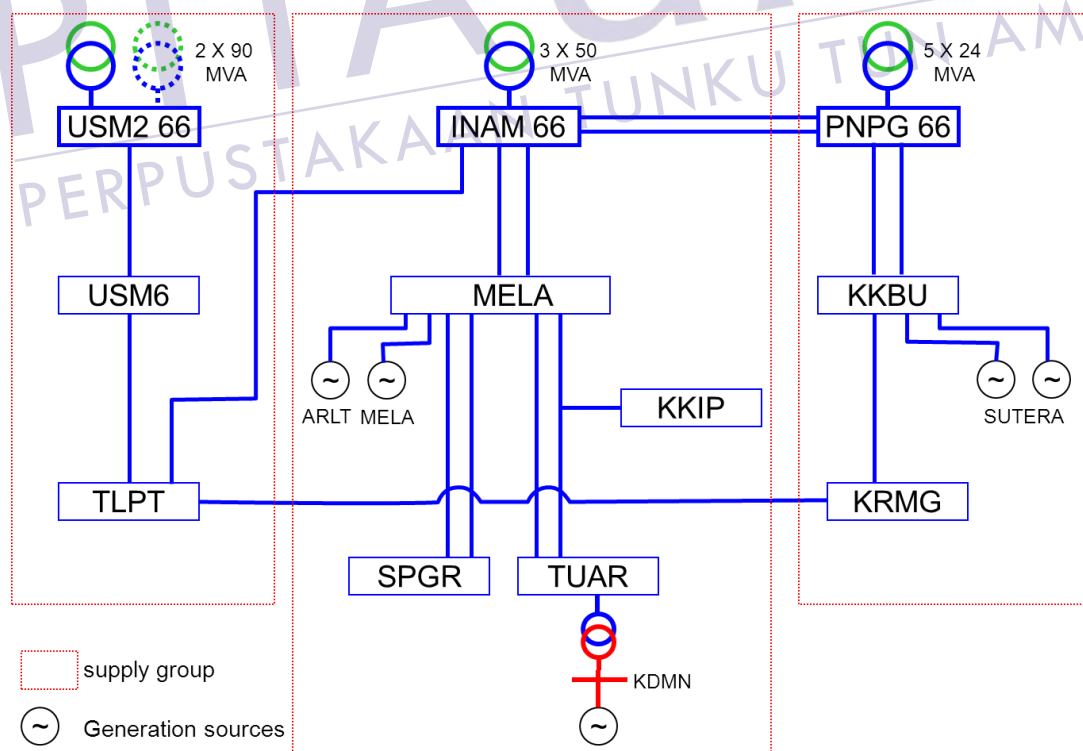 2 X 90
MVA
3 X 50
MVA
5 X 24
MVA
USM2 66
INAM 66
PNPG 66
PERPUSTAKAAN TUNKU TUN AM
USM6
MELA
KKBU
ARLT
MELA
KKIP
SUTERA
TLPT
KRMG
SPGR
TUAR
KDMN
supply group
Generation sources